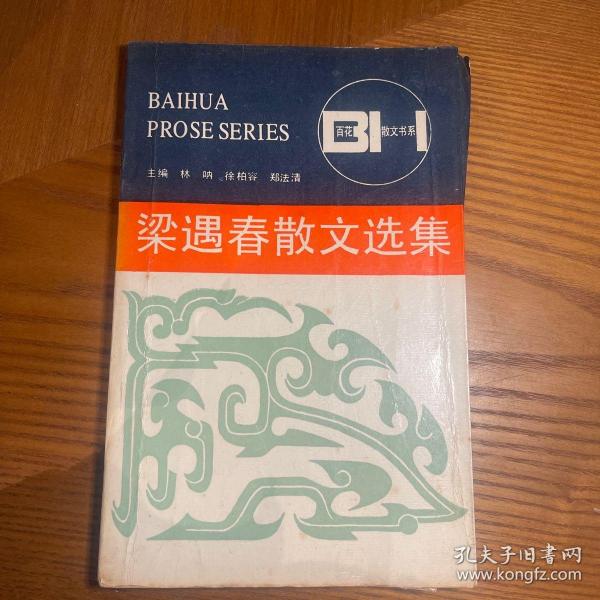 BAIHUA
PROSE SERIES
BH
百花
散文书系
主编 林 呐 徐柏容 郑法清
梁遇春散文选集
孔夫子旧书网
www.kongfz.com